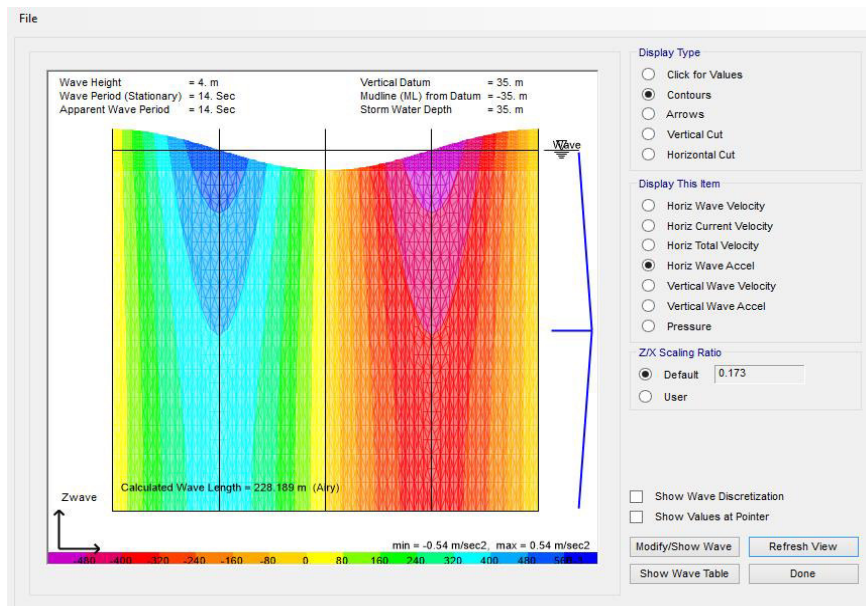 File
Wave Height = 4. m
Wave Period (Stationary) = 14. Sec
Apparent Wave Period = 14. Sec
Vertical Datum = 35. m
Mudline (ML) from Datum = -35. m
Storm Water Depth = 35. m
Wave
Calculated Wave Length = 228.189 m (Airy)
Zwave
min = -0.54 m/sec2, max = 0.54 m/sec2
-480 -400 -320 -240 -160 -80 0 80 160 240 320 400 480
Display Type
Click for Values
Contours
Arrows
Vertical Cut
Horizontal Cut
Display This Item
Horiz Wave Velocity
Horiz Current Velocity
Horiz Total Velocity
Horiz Wave Accel
Vertical Wave Velocity
Vertical Wave Accel
Pressure
Z/X Scaling Ratio
Default 0.173
User
Show Wave Discretization
Show Values at Pointer
Modify/Show Wave Refresh View
Show Wave Table Done